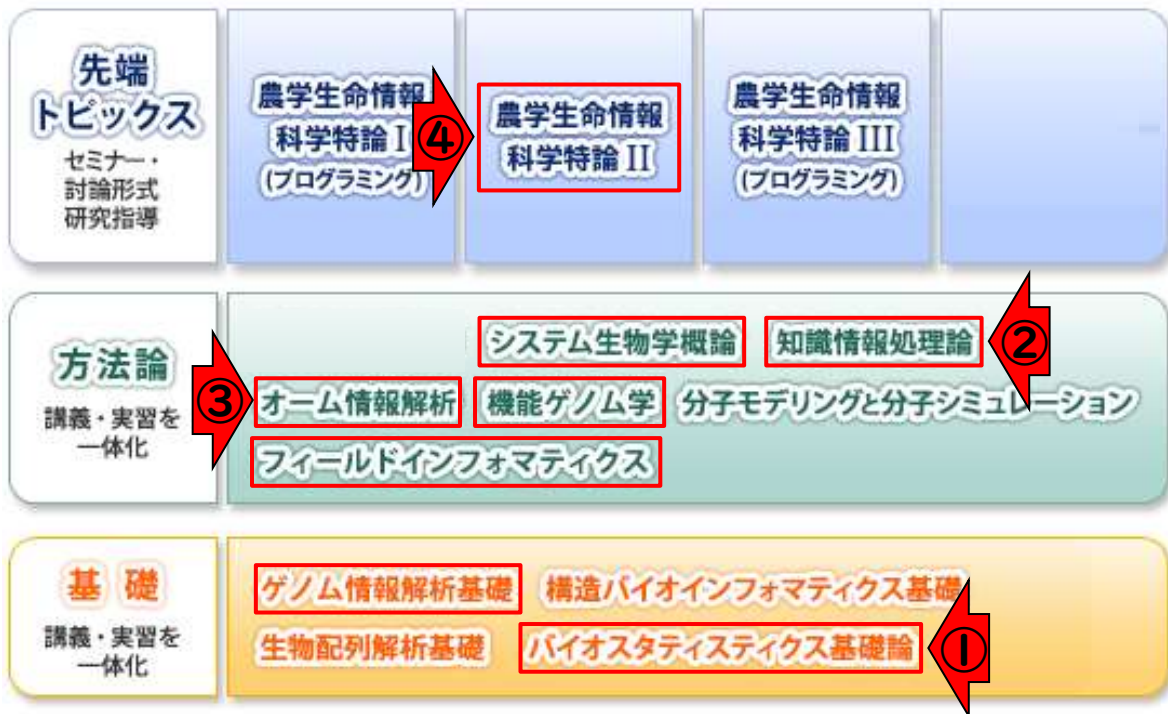 先端
トピックス
セミナー・
討論形式
研究指導
農学生命情報
科学特論 I
(プログラミング)
④
農学生命情報
科学特論 II
農学生命情報
科学特論 III
(プログラミング)
方法論
講義・実習を
一体化
システム生物学概論 知識情報処理論 ②
③ オーム情報解析 機能ゲノム学 分子モデリングと分子シミュレーション
フィールドインフォマティクス
基礎
講義・実習を
一体化
ゲノム情報解析基礎 構造バイオインフォマティクス基礎
生物配列解析基礎 バイオスタティスティクス基礎論 ①